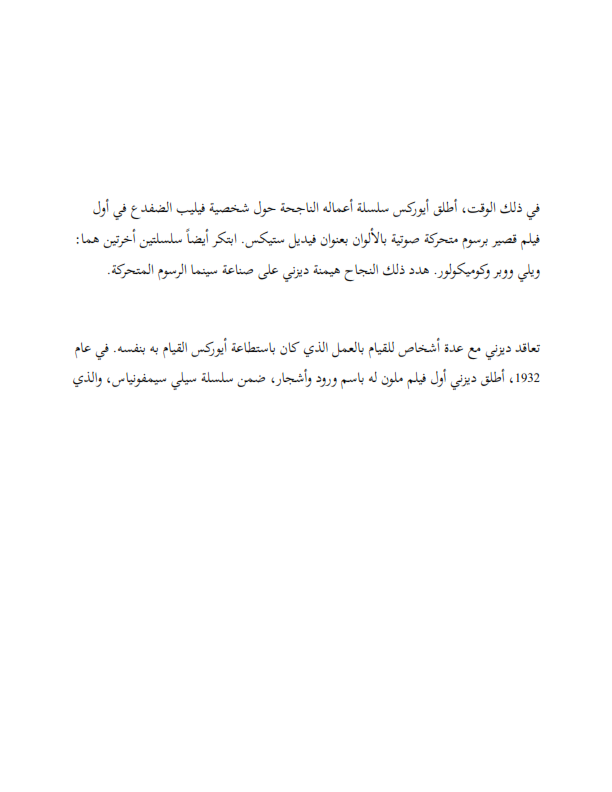 في ذلك الوقت، أطلق أيوركس سلسلة أعماله الناجحة حول شخصية فيليب الضفدع في أول
فيلم قصير برسوم متحركة صوتية بالألوان بعنوان فيديل ستيكس. ابتكر أيضاً سلسلتين أخرتين هما:
ويلي ووبر وكوميكولور. هدد ذلك النجاح هيمنة ديزني على صناعة سينما الرسوم المتحركة.
تعاقد ديزني مع عدة أشخاص للقيام بالعمل الذي كان باستطاعة أيوركس القيام به بنفسه. في عام
1932، أطلق ديزني أول فيلم ملون له باسم ورود وأشجار، ضمن سلسلة سيلي سيمفونياس، والذي